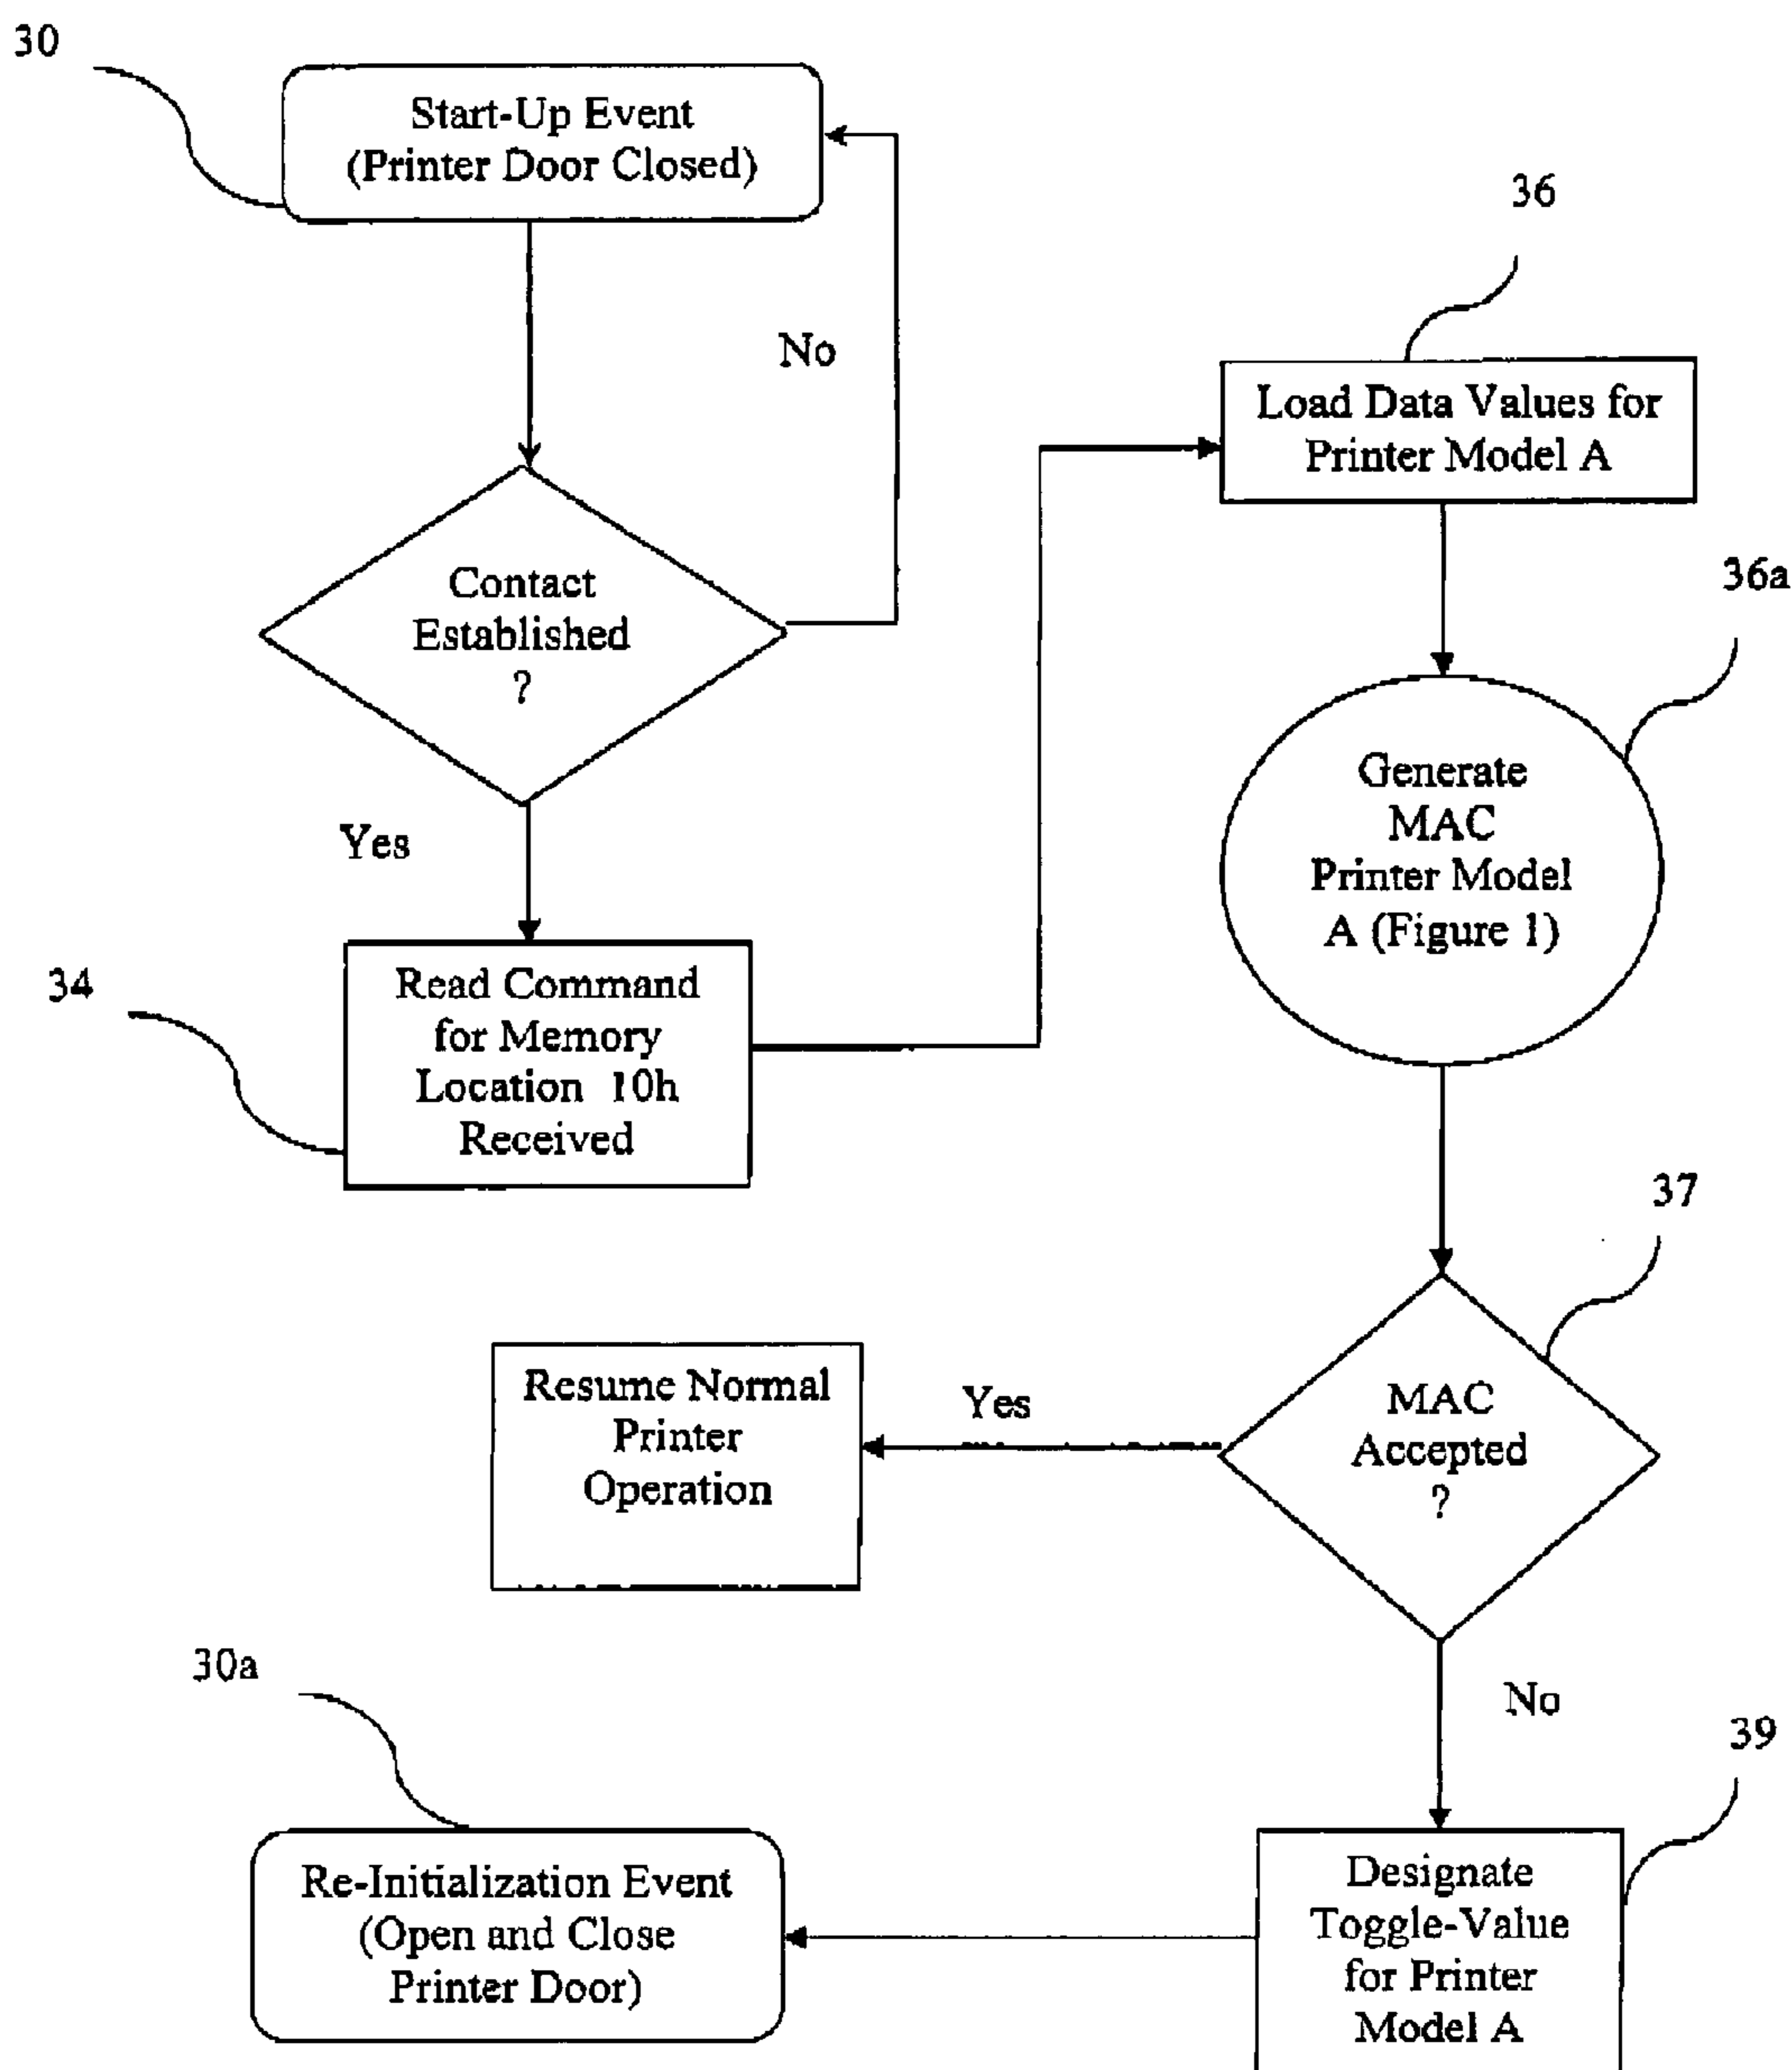 30
Start-Up Event
(Printer Door Closed)
No
36
Load Data Values for
Printer Model A
Contact
Established
?
36a
Generate
MAC
Printer Model
A (Figure 1)
Yes
34
Read Command
for Memory
Location 10h
Received
37
MAC
Accepted
?
Yes
Resume Normal
Printer
Operation
No
30a
39
Re-Initialization Event
(Open and Close
Printer Door)
Designate
Toggle-Value
for Printer
Model A